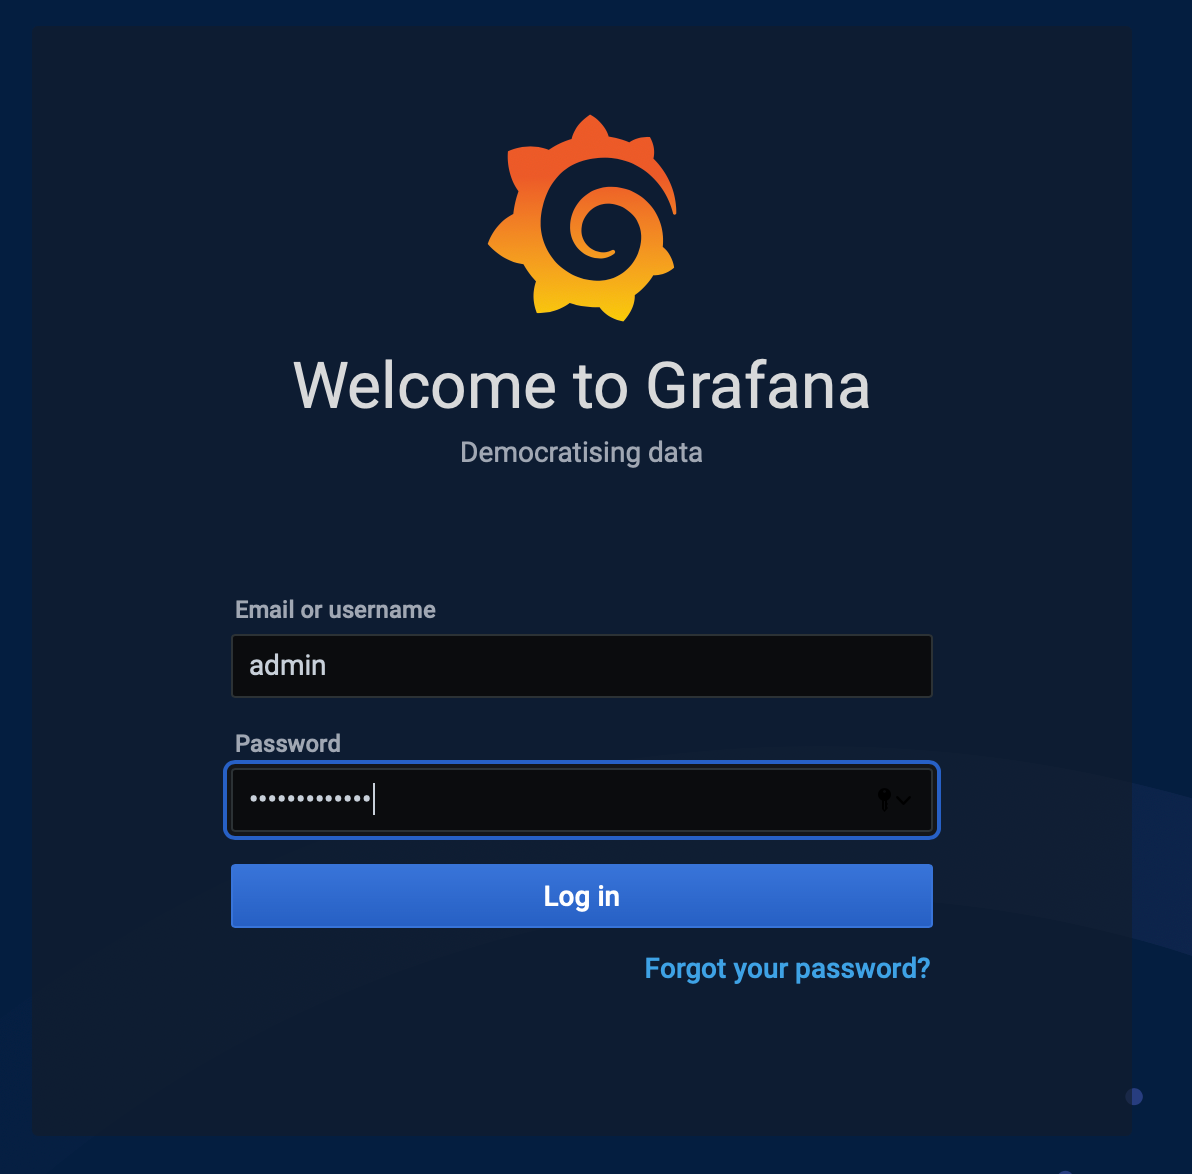 Welcome to Grafana
Democratising data
Email or username
admin
Password
•••••••••••••
Log in
Forgot your password?